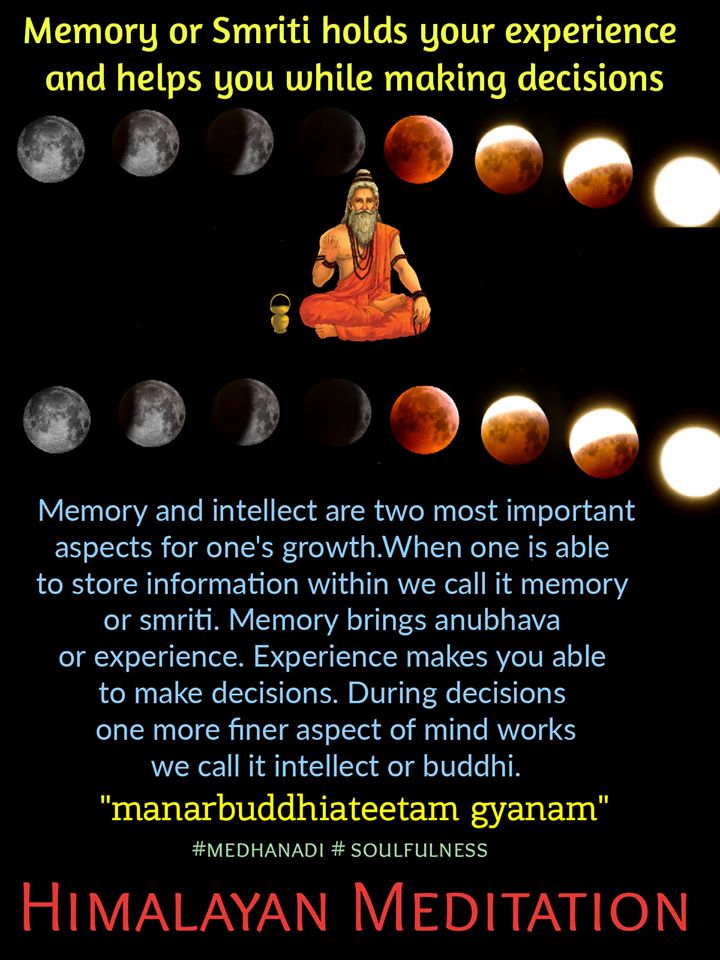 Memory or Smriti holds your experience
and helps you while making decisions
Memory and intellect are two most important
aspects for one's growth.When one is able
to store information within we call it memory
or smriti. Memory brings anubhava
or experience. Experience makes you able
to make decisions. During decisions
one more finer aspect of mind works
we call it intellect or buddhi.
"manarbuddhiateetam gyanam"
#MEDHANADI # SOULFULNESS
HIMALAYAN MEDITATION